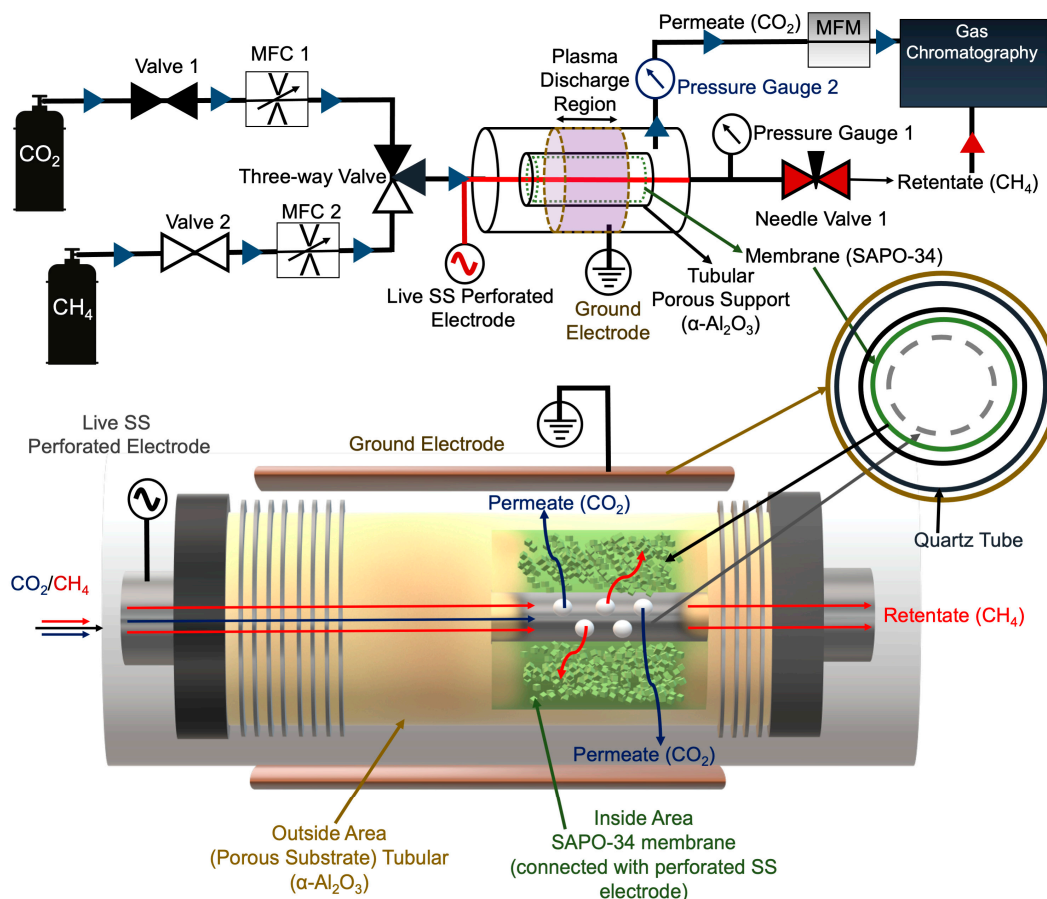 Permeate (CO₂)
MFM
Gas
Chromatography
MFC 1
Valve 1
Plasma
Discharge
Region
Pressure Gauge 2
CO₂
Pressure Gauge 1
Three-way Valve
Retentate (CH₄)
Needle Valve 1
Valve 2
MFC 2
CH₄
Membrane (SAPO-34)
Live SS Perforated
Electrode
Ground
Electrode
Tubular
Porous Support
(α-Al₂O₃)
Live SS
Perforated Electrode
Ground Electrode
Permeate (CO₂)
Quartz Tube
CO₂/CH₄
Retentate (CH₄)
Permeate (CO₂)
Outside Area
(Porous Substrate) Tubular
(α-Al₂O₃)
Inside Area
SAPO-34 membrane
(connected with perforated SS
electrode)